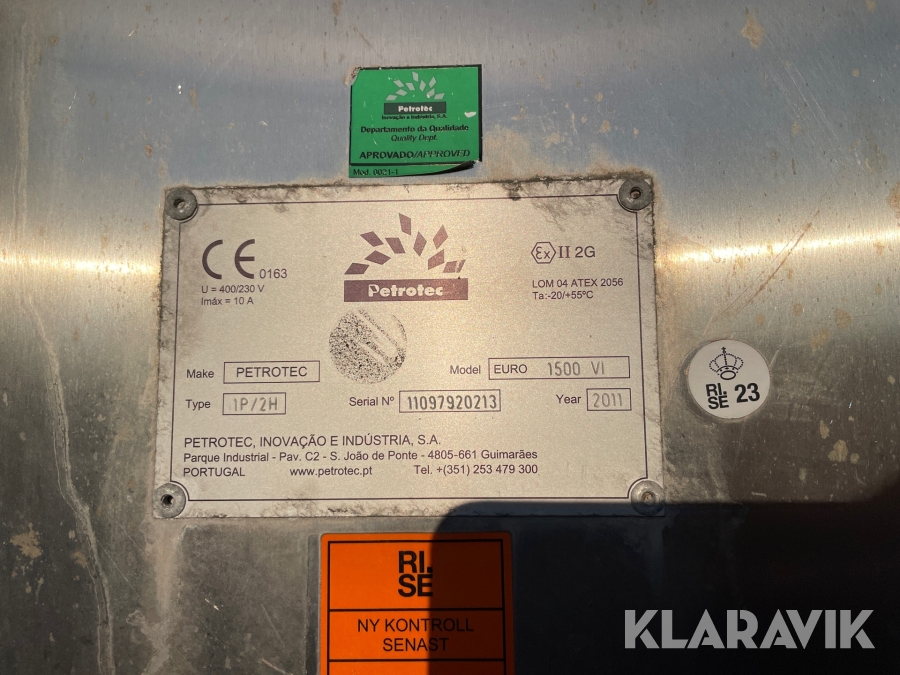 Petrotec
Inovação e Indústria, S.A.
Departamento da Qualidade
Quality Dept.
APROVADO/APPROVED
Mod. 0021-1
CE 0163
U = 400/230 V
Imáx = 10 A
Petrotec
Ex II 2G
LOM 04 ATEX 2056
Ta:-20/+55ºC
Make PETROTEC
Model EURO 1500 VI
Type 1P/2H
Serial Nº 11097920213
Year 2011
PETROTEC, INOVAÇÃO E INDÚSTRIA, S.A.
Parque Industrial - Pav. C2 - S. João de Ponte - 4805-661 Guimarães
PORTUGAL www.petrotec.pt Tel. +(351) 253 479 300
RI.
SE 23
RI.
SE
NY KONTROLL
SENAST
KLARAVIK